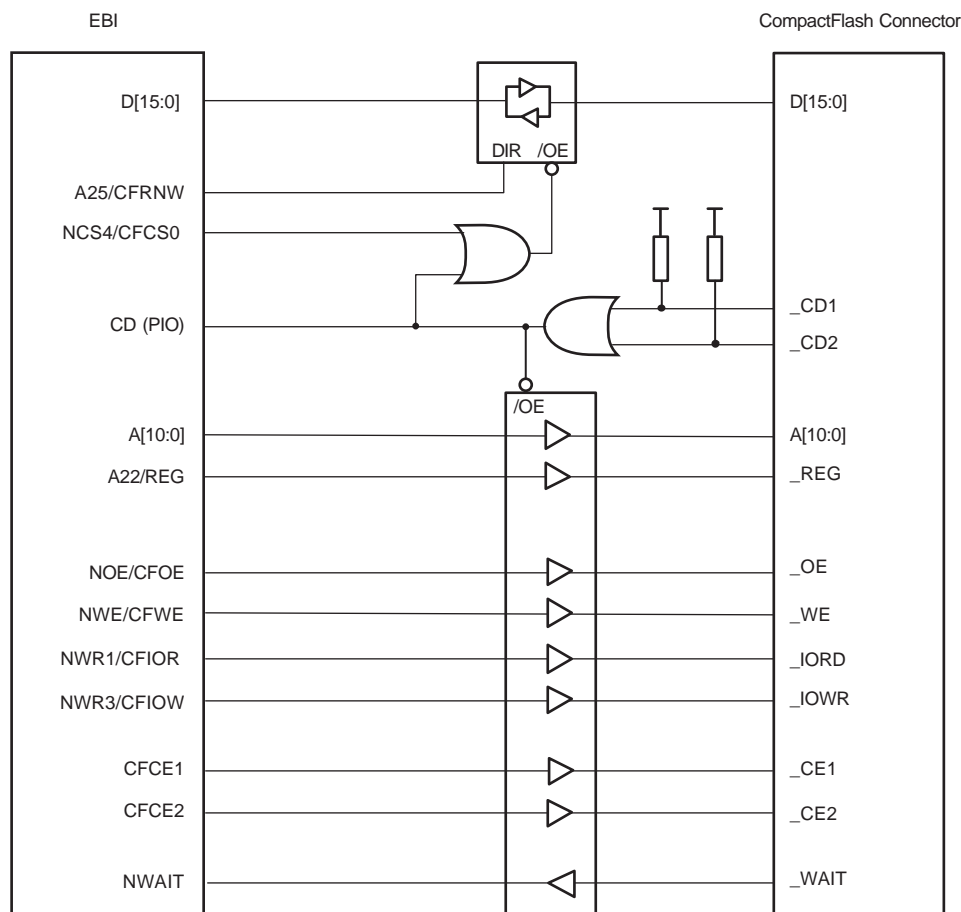 EBI CompactFlash Connector
D[15:0] D[15:0]
DIR /OE
A25/CFRNW
NCS4/CFCS0
_CD1
CD (PIO)
_CD2
/OE
A[10:0] A[10:0]
A22/REG _REG
NOE/CFOE _OE
NWE/CFWE _WE
NWR1/CFIOR _IORD
NWR3/CFIOW _IOWR
CFCE1 _CE1
CFCE2 _CE2
NWAIT _WAIT